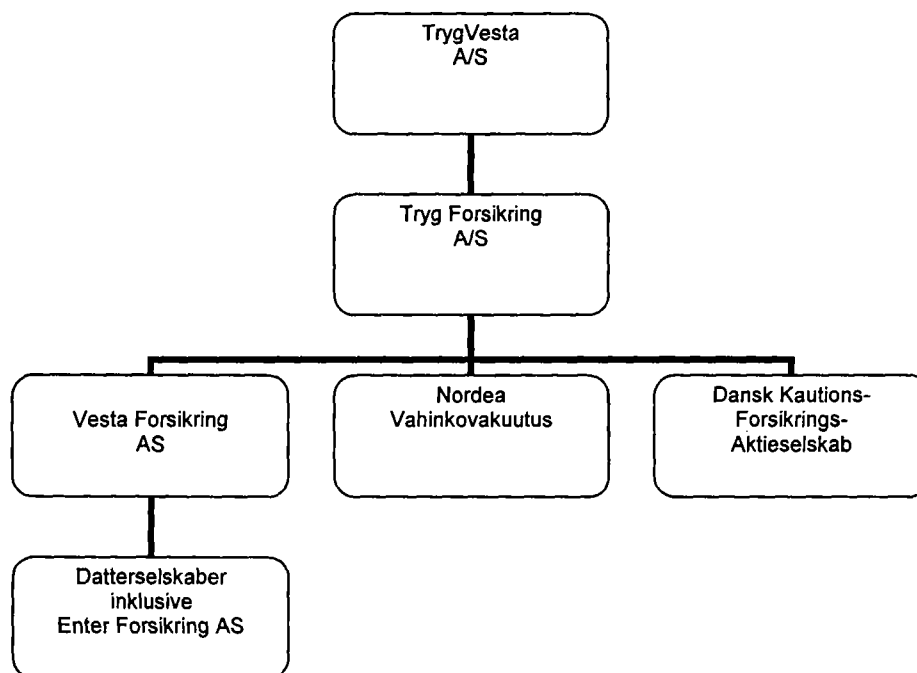 TrygVesta
A/S
Tryg Forsikring
A/S
Vesta Forsikring
AS
Nordea
Vahinkovakuutus
Dansk Kautions-
Forsikrings-
Aktieselskab
Datterselskaber
inklusive
Enter Forsikring AS